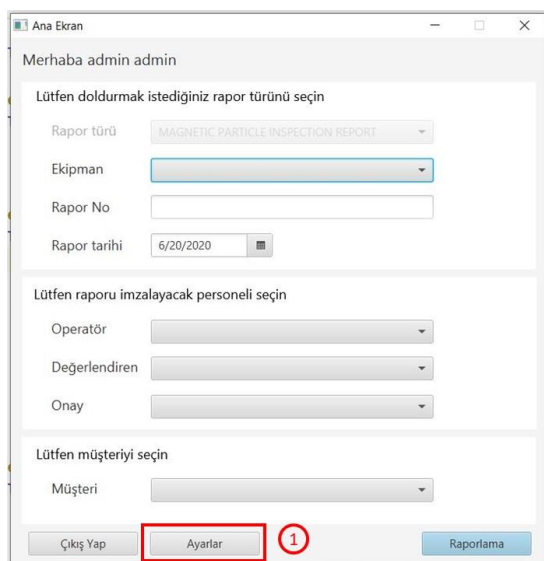 Ana Ekran
Merhaba admin admin
Lütfen doldurmak istediğiniz rapor türünü seçin
Rapor türü MAGNETIC PARTICLE INSPECTION REPORT
Ekipman
Rapor No
Rapor tarihi 6/20/2020
Lütfen raporu imzalayacak personeli seçin
Operatör
Değerlendiren
Onay
Lütfen müşteriyi seçin
Müşteri
Çıkış Yap Ayarlar 1 Raporlama